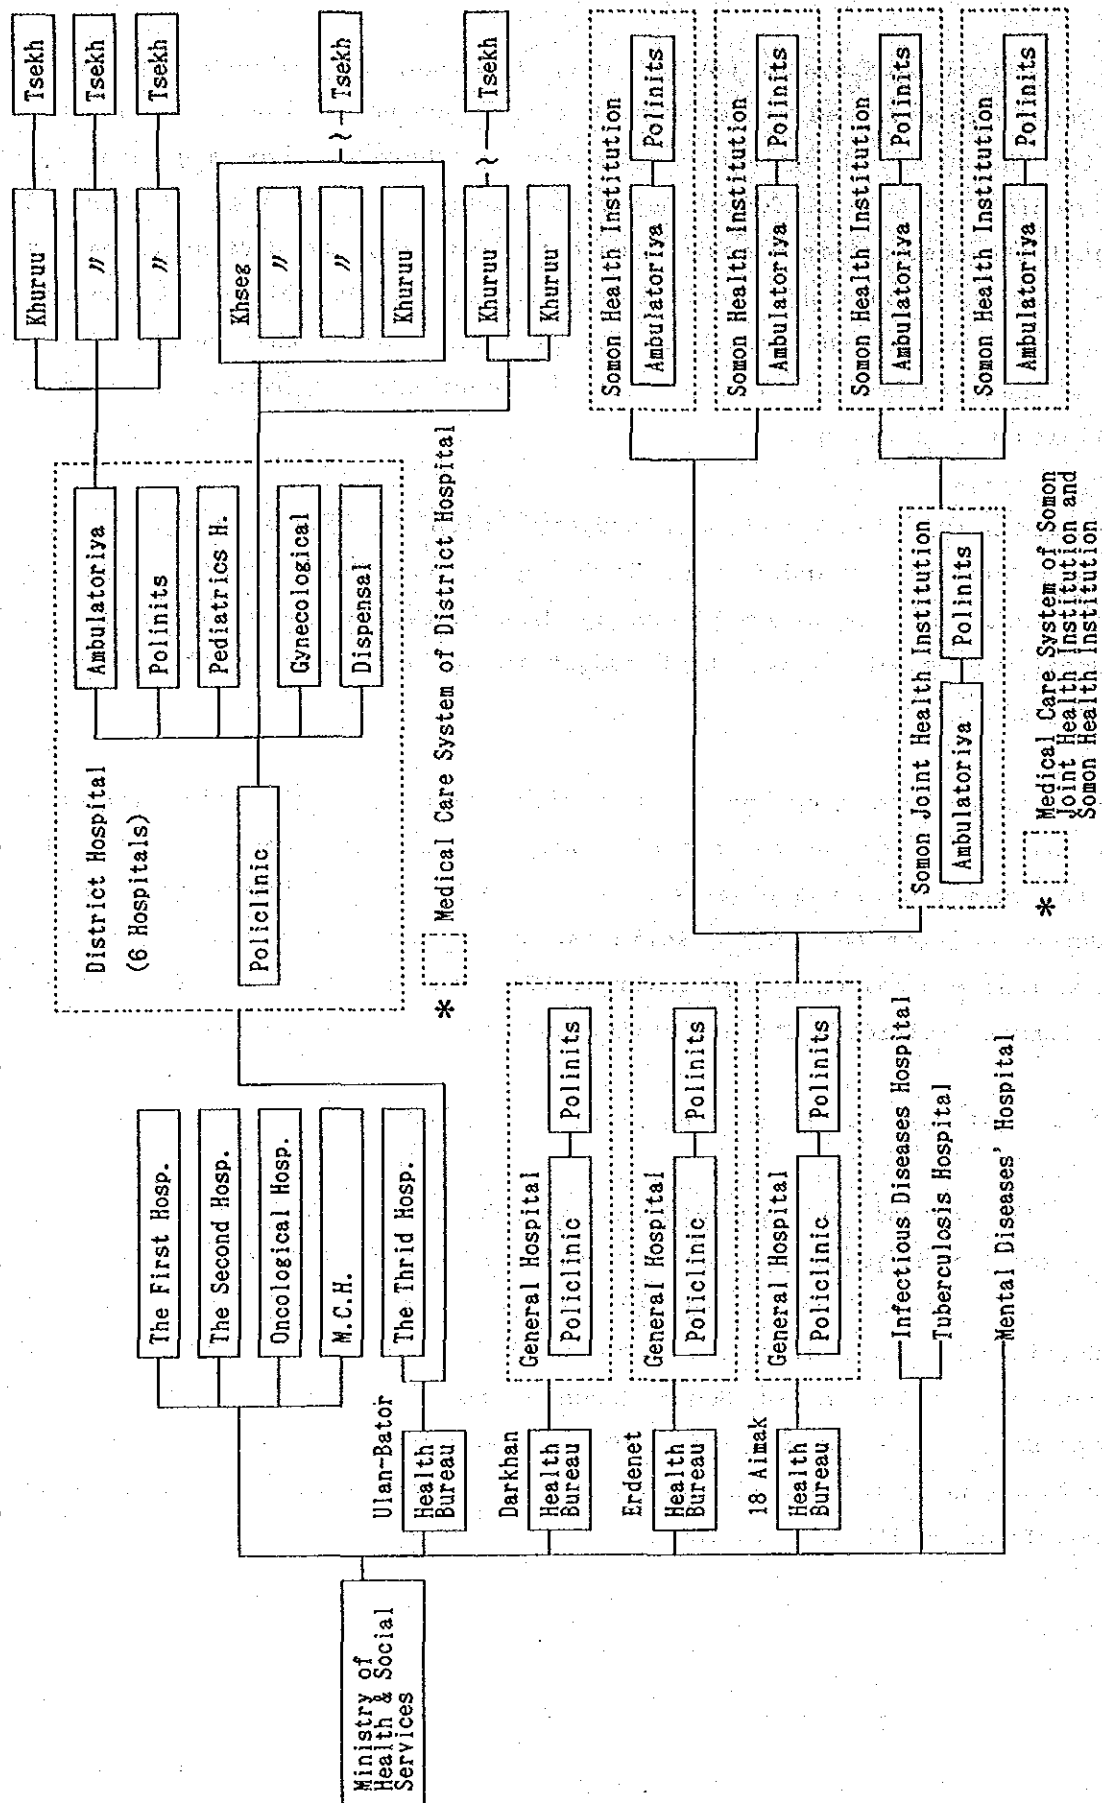 Ministry of
Health & Social
Services
The First Hosp.
The Second Hosp.
Oncological Hosp.
M.C.H.
The Thrid Hosp.
Ulan-Bator
Health
Bureau
Darkhan
Health
Bureau
Erdenet
Health
Bureau
18 Aimak
Health
Bureau
General Hospital
Policlinic
Polinits
General Hospital
Policlinic
Polinits
General Hospital
Policlinic
Polinits
Infectious Diseases Hospital
Tuberculosis Hospital
Mental Diseases' Hospital
District Hospital
(6 Hospitals)
Policlinic
Ambulatoriya
Polinits
Pediatrics H.
Gynecological
Dispensal
* Medical Care System of District Hospital
Khuruu
〃
〃
Tsekh
Tsekh
Tsekh
Khseg
〃
〃
Khuruu
Tsekh
Khuruu
Khuruu
Tsekh
Somon Health Institution
Ambulatoriya
Polinits
Somon Health Institution
Ambulatoriya
Polinits
Somon Joint Health Institution
Ambulatoriya
Polinits
Somon Health Institution
Ambulatoriya
Polinits
Somon Health Institution
Ambulatoriya
Polinits
* Medical Care System of Somon
Joint Health Institution and
Somon Health Institution